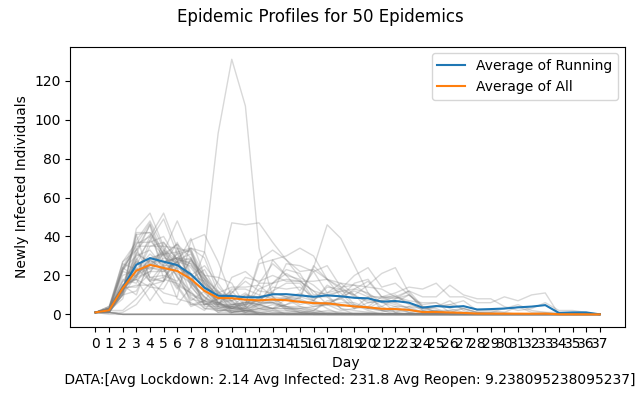 Epidemic Profiles for 50 Epidemics
Average of Running
Average of All
Newly Infected Individuals
120
100
80
60
40
20
0
0 1 2 3 4 5 6 7 8 9 10 11 12 13 14 15 16 17 18 19 20 21 22 23 24 25 26 27 28 29 30 31 32 33 34 35 36 37
Day
DATA:[Avg Lockdown: 2.14 Avg Infected: 231.8 Avg Reopen: 9.238095238095237]